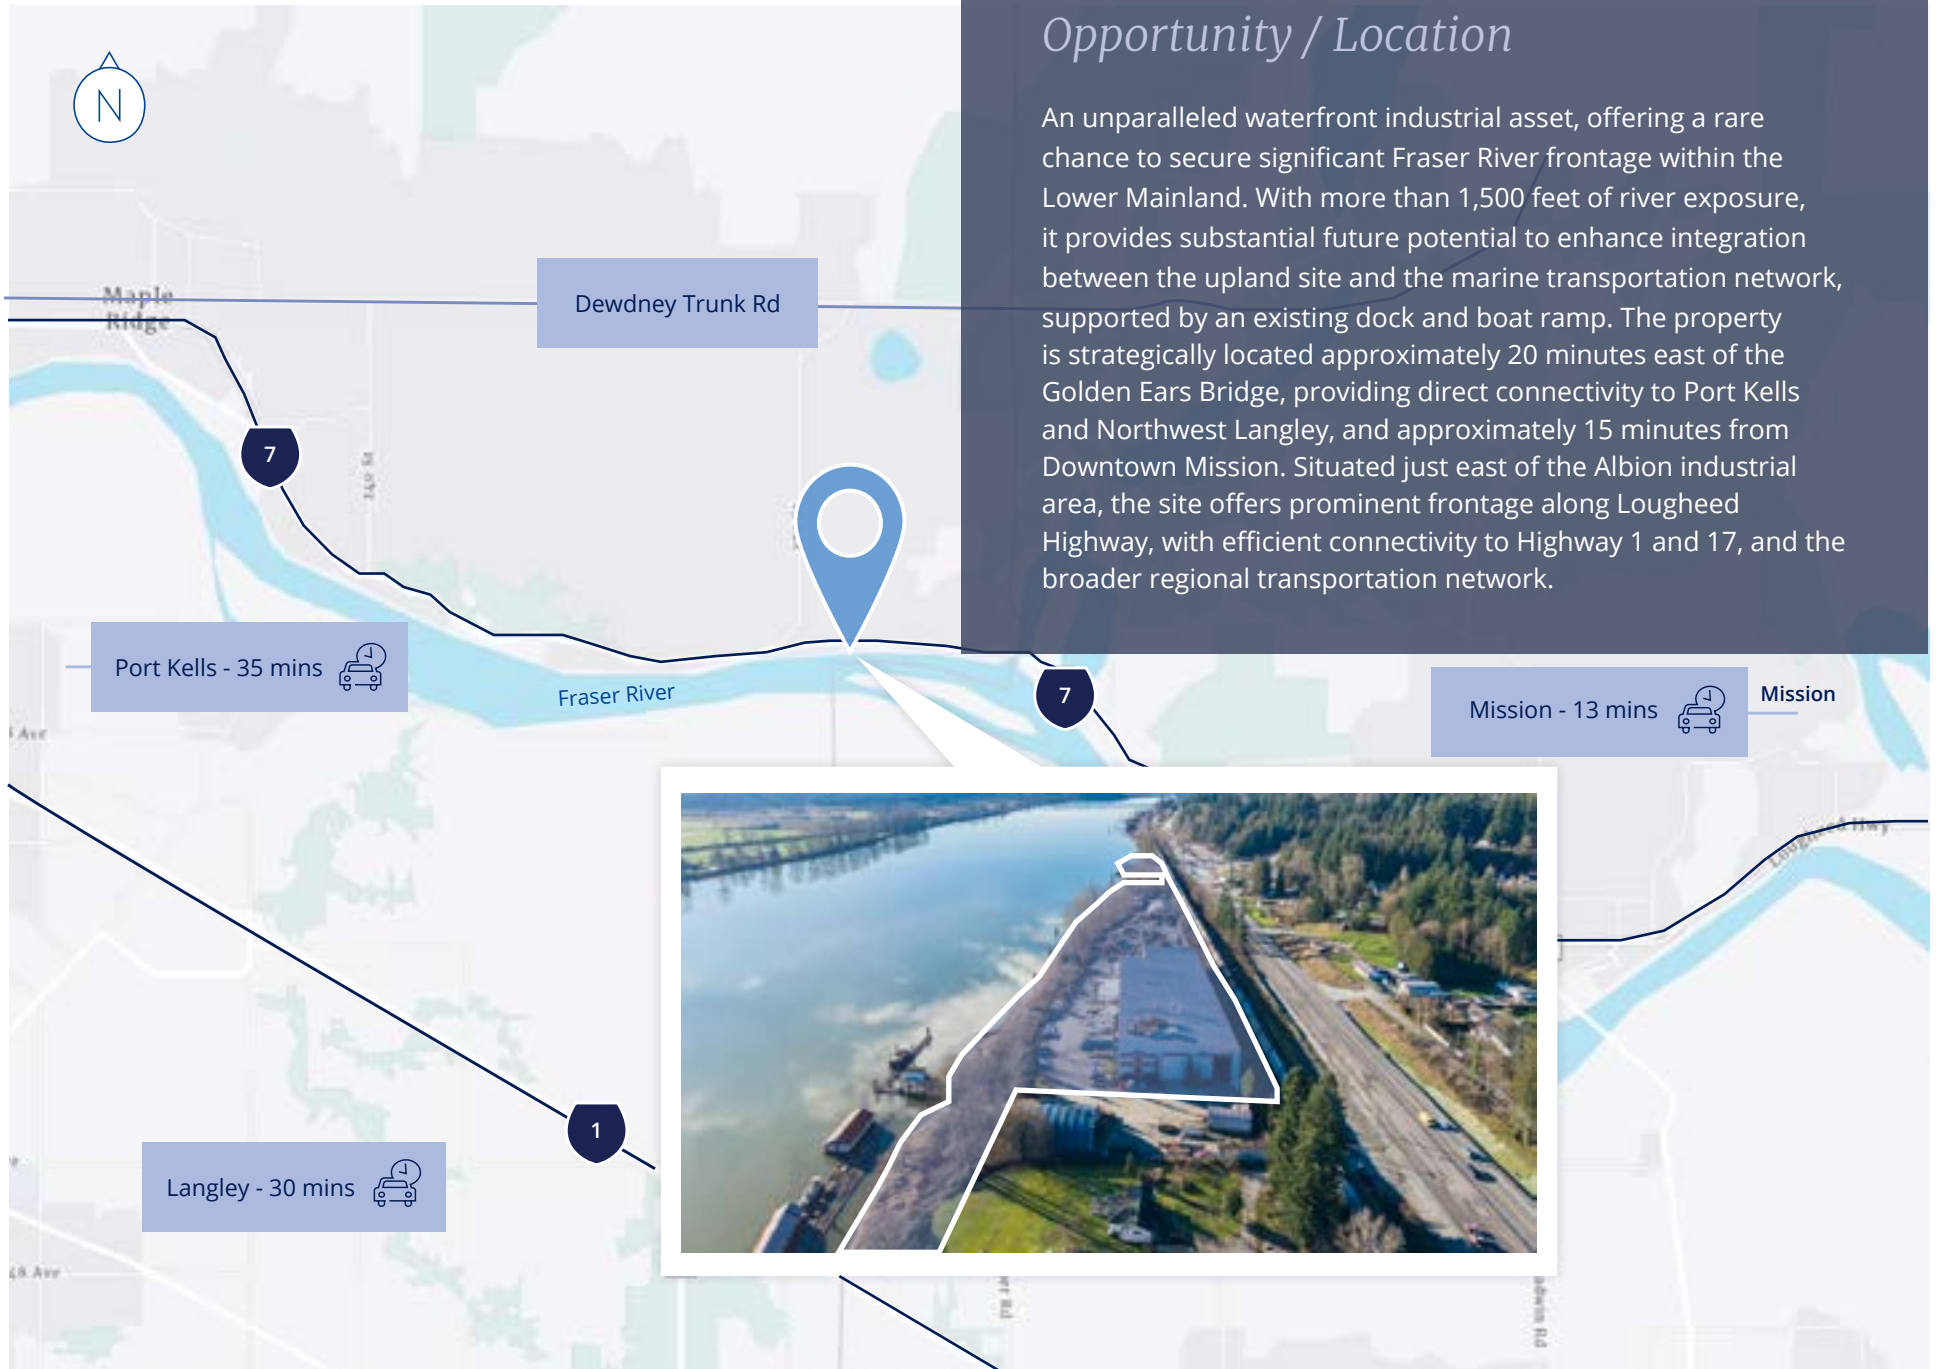 Opportunity / Location
An unparalleled waterfront industrial asset, offering a rare
chance to secure significant Fraser River frontage within the
Lower Mainland. With more than 1,500 feet of river exposure,
it provides substantial future potential to enhance integration
between the upland site and the marine transportation network,
supported by an existing dock and boat ramp. The property
is strategically located approximately 20 minutes east of the
Golden Ears Bridge, providing direct connectivity to Port Kells
and Northwest Langley, and approximately 15 minutes from
Downtown Mission. Situated just east of the Albion industrial
area, the site offers prominent frontage along Lougheed
Highway, with efficient connectivity to Highway 1 and 17, and the
broader regional transportation network.
N
Maple
Ridge
Dewdney Trunk Rd
7
240 St
Port Kells - 35 mins
Fraser River
7
Mission - 13 mins
Mission
Ave
Lougheed Hwy
1
Langley - 30 mins
48 Ave